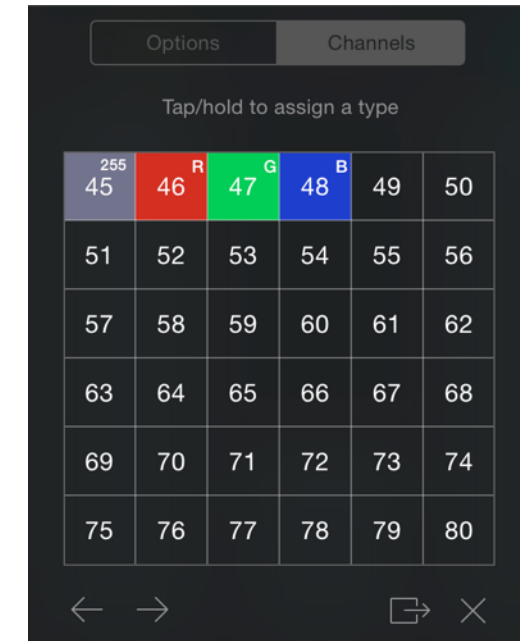 Options Channels
Tap/hold to assign a type
255 R G B
45 46 47 48 49 50
51 52 53 54 55 56
57 58 59 60 61 62
63 64 65 66 67 68
69 70 71 72 73 74
75 76 77 78 79 80